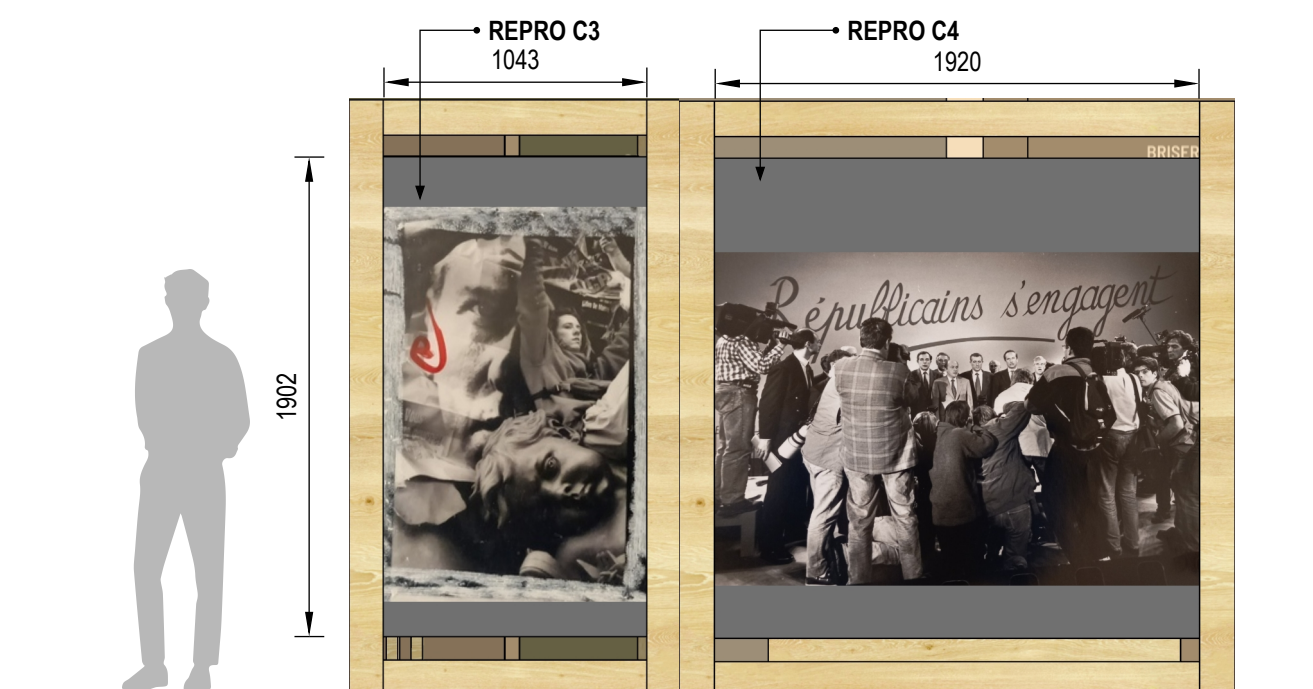 REPRO C3
1043
REPRO C4
1920
BRISER
1902
Républicains s'engagent